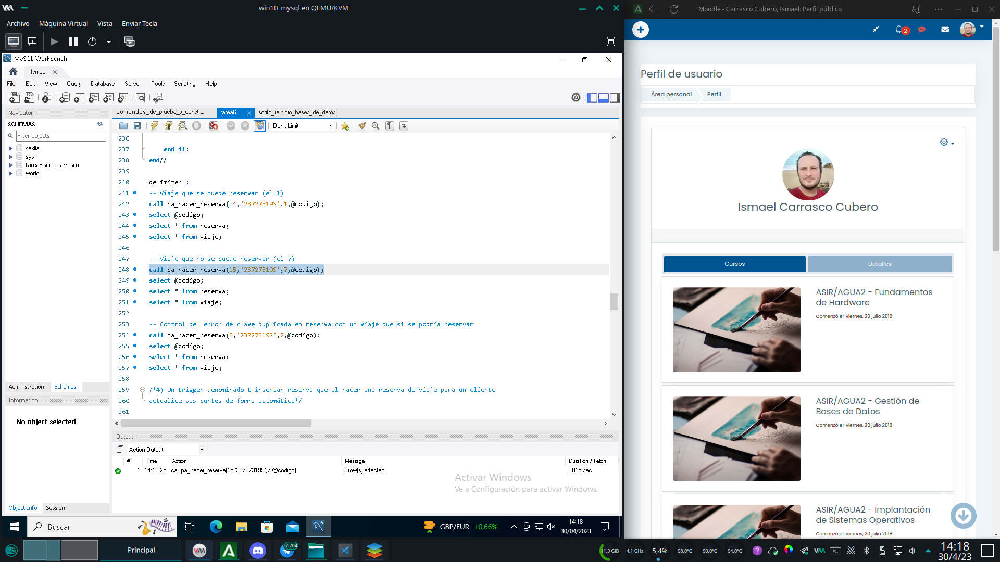 win10_mysql en QEMU/KVM
Archivo Máquina Virtual Vista Enviar Tecla
MySQL Workbench
Ismael
File Edit View Query Database Server Tools Scripting Help
Navigator
SCHEMAS
Filter objects
sakila
sys
tarea5ismaelcarrasco
world
Administration Schemas
Information
No object selected
Object Info Session
comandos_de_prueba_y_constr... tarea6 scritp_reinicio_bases_de_datos
Don't Limit
236
237 end if;
238 end//
239
240 delimiter ;
241 -- Viaje que se puede reservar (el 1)
242 call pa_hacer_reserva(14,'23727319S',1,@codigo);
243 select @codigo;
244 select * from reserva;
245 select * from viaje;
246
247 -- Viaje que no se puede reservar (el 7)
248 call pa_hacer_reserva(15,'23727319S',7,@codigo);
249 select @codigo;
250 select * from reserva;
251 select * from viaje;
252
253 -- Control del error de clave duplicada en reserva con un viaje que sí se podría reservar
254 call pa_hacer_reserva(3,'23727319S',2,@codigo);
255 select @codigo;
256 select * from reserva;
257 select * from viaje;
258
259 /*4) Un trigger denominado t_insertar_reserva que al hacer una reserva de viaje para un cliente
260 actualice sus puntos de forma automática*/
261
Output
Action Output
# Time Action Message Duration / Fetch
1 14:18:25 call pa_hacer_reserva(15,'23727319S',7,@codigo) 0 row(s) affected 0.015 sec
Activar Windows
Ve a Configuración para activar Windows.
Buscar
GBP/EUR +0,66%
14:18
30/04/2023
Moodle - Carrasco Cubero, Ismael: Perfil público
2
Perfil de usuario
Área personal Perfil
Ismael Carrasco Cubero
Cursos Detalles
ASIR/AGUA2 - Fundamentos
de Hardware
Comenzó el: viernes, 20 julio 2018
ASIR/AGUA2 - Gestión de
Bases de Datos
Comenzó el: viernes, 20 julio 2018
ASIR/AGUA2 - Implantación
de Sistemas Operativos
Comenzó el: viernes, 20 julio 2018
Principal
7.704
11,3 GiB 4,1 GHz 5,4% 58,0°C 50,0°C 54,0°C
14:18
30/4/23